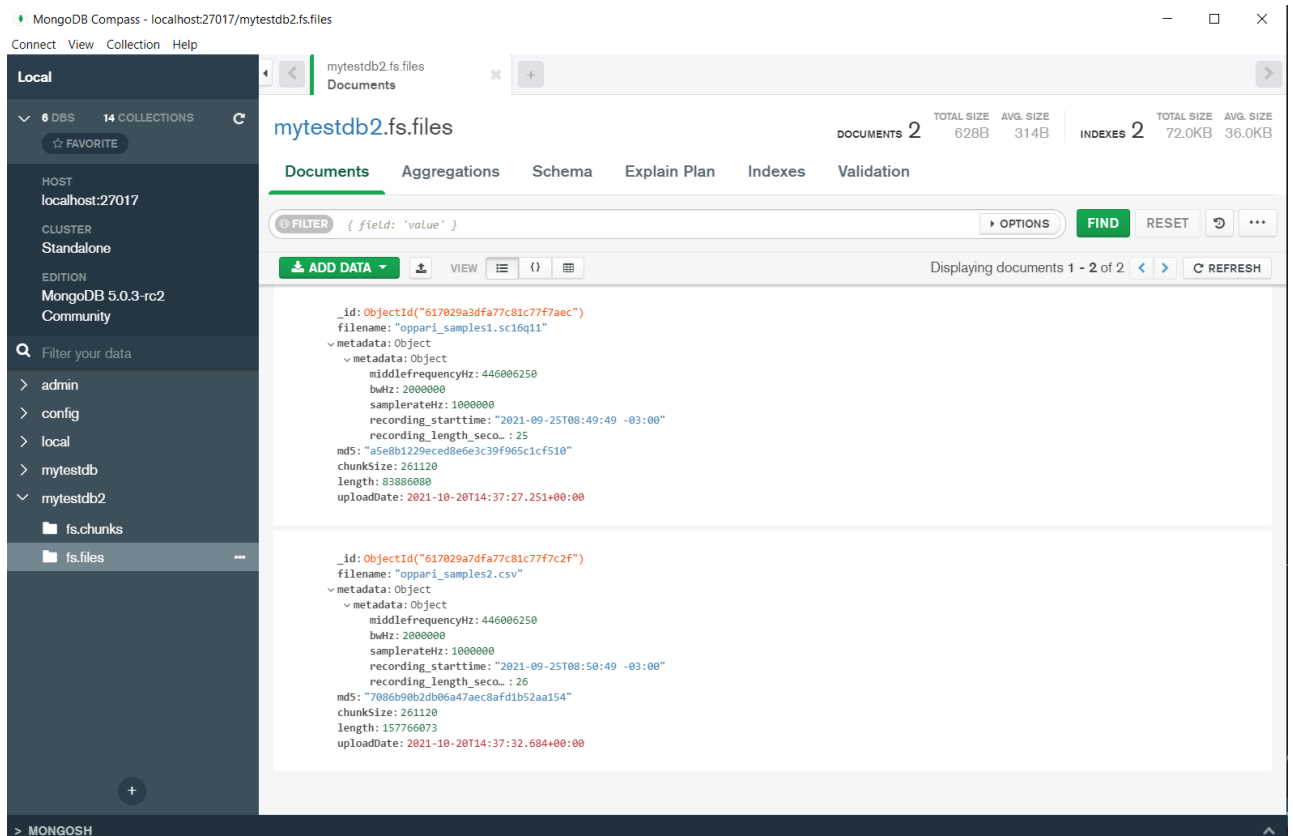 MongoDB Compass - localhost:27017/mytestdb2.fs.files
Connect View Collection Help
Local
6 DBS 14 COLLECTIONS
FAVORITE
HOST
localhost:27017
CLUSTER
Standalone
EDITION
MongoDB 5.0.3-rc2
Community
Filter your data
admin
config
local
mytestdb
mytestdb2
fs.chunks
fs.files
mytestdb2.fs.files
Documents
mytestdb2.fs.files
DOCUMENTS 2 TOTAL SIZE 628B AVG. SIZE 314B INDEXES 2 TOTAL SIZE 72.0KB AVG. SIZE 36.0KB
Documents Aggregations Schema Explain Plan Indexes Validation
FILTER { field: 'value' } OPTIONS FIND RESET
ADD DATA VIEW {} Displaying documents 1 - 2 of 2 REFRESH
_id: ObjectId("617029a3dfa77c81c77f7aec")
filename: "oppari_samples1.sc16q11"
metadata: Object
metadata: Object
middlefrequencyHz: 446006250
bwHz: 2000000
samplerateHz: 1000000
recording_starttime: "2021-09-25T08:49:49 -03:00"
recording_length_seco… : 25
md5: "a5e8b1229eced8e6e3c39f965c1cf510"
chunkSize: 261120
length: 83886080
uploadDate: 2021-10-20T14:37:27.251+00:00
_id: ObjectId("617029a7dfa77c81c77f7c2f")
filename: "oppari_samples2.csv"
metadata: Object
metadata: Object
middlefrequencyHz: 446006250
bwHz: 2000000
samplerateHz: 1000000
recording_starttime: "2021-09-25T08:50:49 -03:00"
recording_length_seco… : 26
md5: "7086b90b2db06a47aec8afd1b52aa154"
chunkSize: 261120
length: 157766073
uploadDate: 2021-10-20T14:37:32.684+00:00
> MONGOSH